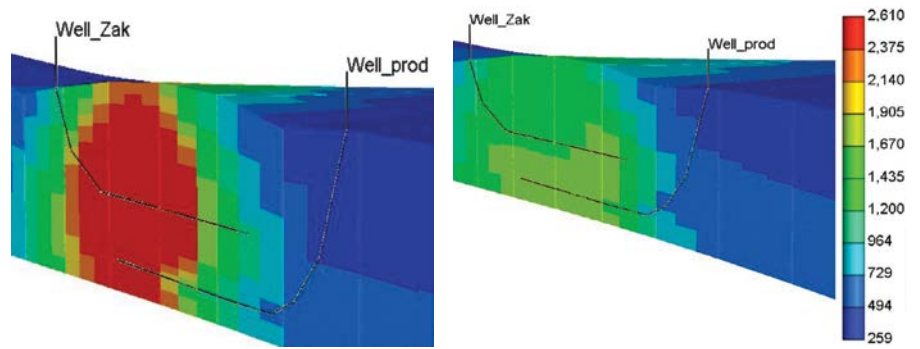 Well_Zak
Well_prod
Well_Zak
Well_prod
2,610
2,375
2,140
1,905
1,670
1,435
1,200
964
729
494
259